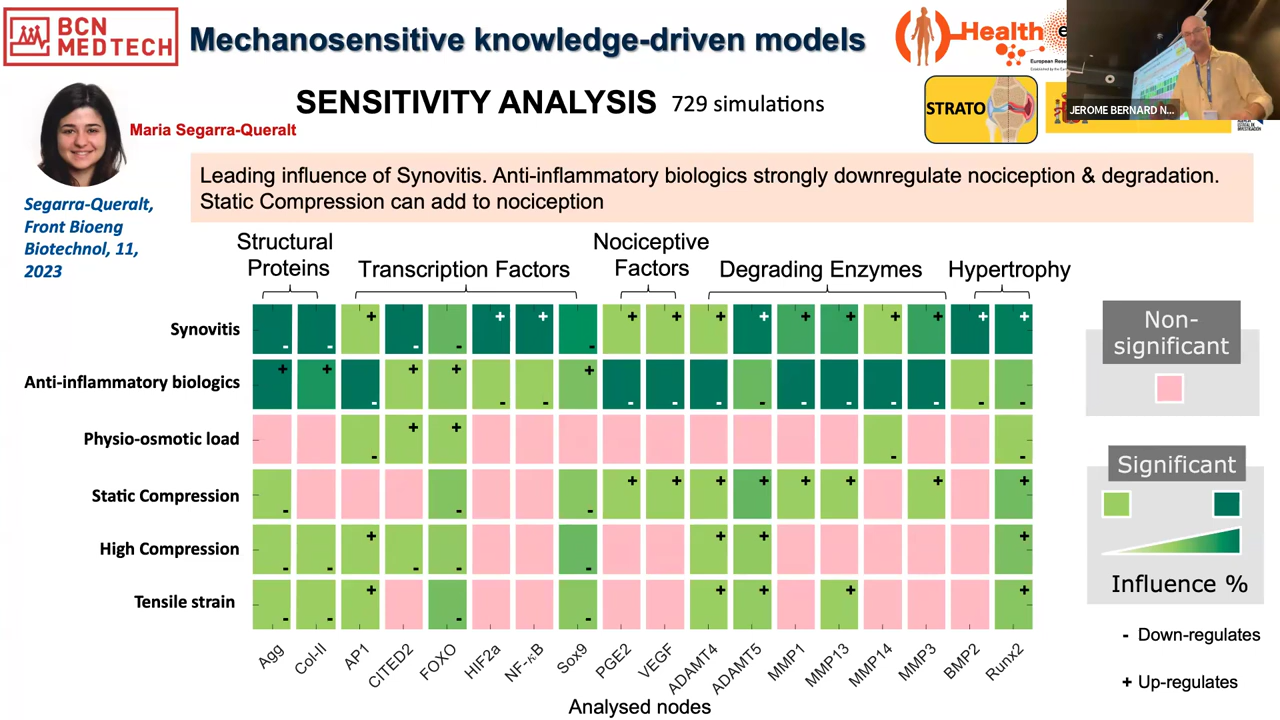 BCN
MEDTECH
Mechanosensitive knowledge-driven models
Health
European Rese
SENSITIVITY ANALYSIS 729 simulations
STRATO
JEROME BERNARD N...
Maria Segarra-Queralt
Segarra-Queralt,
Front Bioeng
Biotechnol, 11,
2023
Leading influence of Synovitis. Anti-inflammatory biologics strongly downregulate nociception & degradation.
Static Compression can add to nociception
Structural
Proteins
Transcription Factors
Nociceptive
Factors
Degrading Enzymes
Hypertrophy
Synovitis
- - + - - + + - + + + + + + + + + +
Anti-inflammatory biologics
+ + - + + - - + - - - - - - - - - -
Physio-osmotic load
- + + - -
Static Compression
- - - + + + + + + + +
High Compression
- - + - - - + + +
Tensile strain
- - + - - + + + +
Agg
Col-II
AP1
CITED2
FOXO
HIF2a
NF-κB
Sox9
PGE2
VEGF
ADAMT4
ADAMT5
MMP1
MMP13
MMP14
MMP3
BMP2
Runx2
Analysed nodes
Non-
significant
Significant
Influence %
- Down-regulates
+ Up-regulates